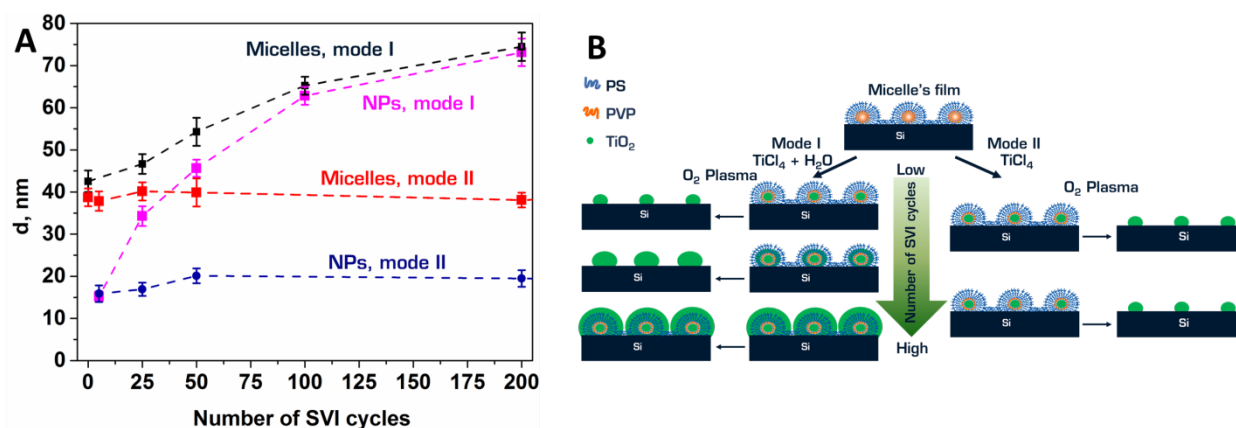 A
80
70
60
50
40
30
20
10
0
d, nm
Micelles, mode I
NPs, mode I
Micelles, mode II
NPs, mode II
0 25 50 75 100 125 150 175 200
Number of SVI cycles
B
PS
PVP
TiO₂
Micelle's film
Si
Mode I
TiCl₄ + H₂O
Mode II
TiCl₄
O₂ Plasma
Low
O₂ Plasma
Si
Si
Si
Si
Si
Si
Si
Si
Si
Si
Number of SVI cycles
High